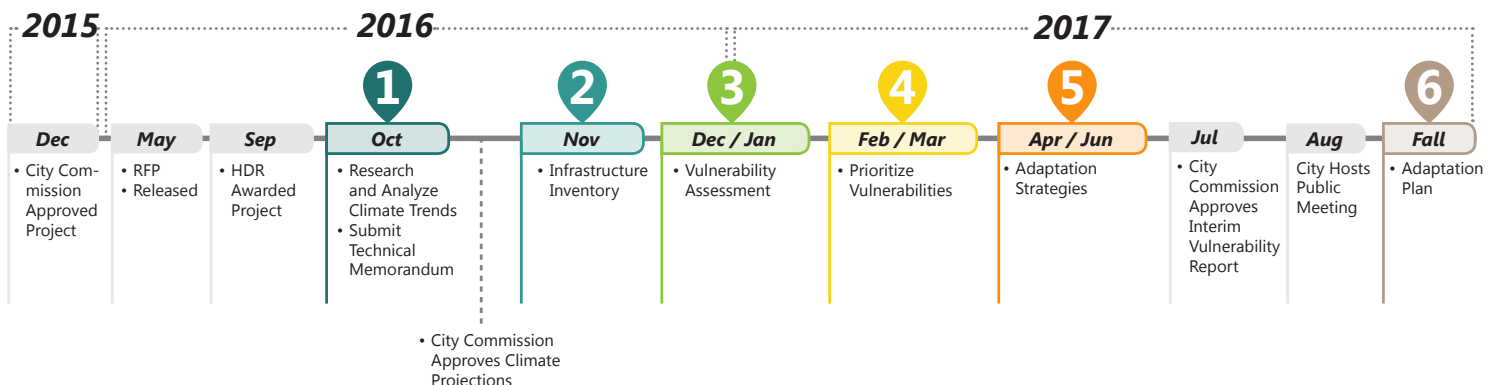 2015
2016
2017
1
2
3
4
5
6
Dec
May
Sep
Oct
Nov
Dec / Jan
Feb / Mar
Apr / Jun
Jul
Aug
Fall
• City Com-
mission
Approved
Project
• RFP
• Released
• HDR
Awarded
Project
• Research
and Analyze
Climate Trends
• Submit
Technical
Memorandum
• City Commission
Approves Climate
Projections
• Infrastructure
Inventory
• Vulnerability
Assessment
• Prioritize
Vulnerabilities
• Adaptation
Strategies
• City
Commission
Approves
Interim
Vulnerability
Report
City Hosts
Public
Meeting
• Adaptation
Plan